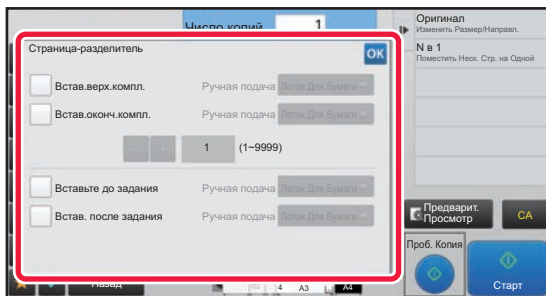 Число копий 1
Оригинал
Изменить Размер/Направл.
N в 1
Поместить Неск. Стр. на Одной
Страница-разделитель
OK
Встав.верх.компл. Ручная подача Лоток Для Бумаги
Встав.оконч.компл. Ручная подача Лоток Для Бумаги
1 (1~9999)
Вставьте до задания Ручная подача Лоток Для Бумаги
Встав. после задания Ручная подача Лоток Для Бумаги
Предварит.
Просмотр
CA
Проб. Копия
Старт
Назад
4 A3 A4